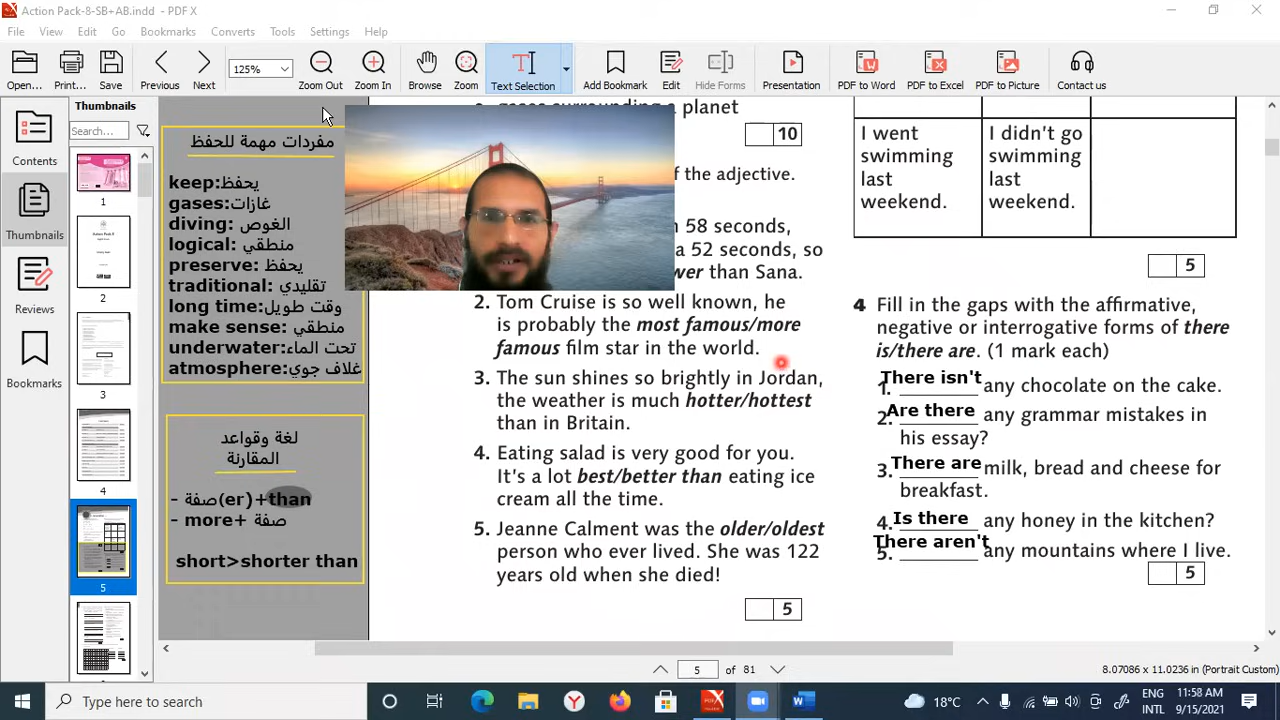 Action Pack-8-SB+AB.indd - PDF X
File View Edit Go Bookmarks Converts Tools Settings Help
Open... Print... Save Previous Next 125% Zoom Out Zoom In Browse Zoom Text Selection Add Bookmark Edit Hide Forms Presentation PDF to Word PDF to Excel PDF to Picture Contact us
Contents
Thumbnails
Reviews
Bookmarks
Thumbnails
Search...
1
2
3
4
5
مفردات مهمة للحفظ
keep:يحفظ
gases:غازات
diving: الغوص
logical: منطقي
preserve: يحفظ
traditional: تقليدي
long time: وقت طويل
make sense: منطقي
underwater:تحت الماء
atmosphere:غلاف جوي
لغة وقواعد
المقارنة
- صفة(er)+than
- more+ صفة
short>shorter than
gases surrounding a planet
10
of the adjective.
58 seconds,
a 52 seconds, so
than Sana.
2. Tom Cruise is so well known, he
is probably the most famous/more
famous film star in the world.
3. The sun shines so brightly in Jordan,
the weather is much hotter/hottest
than in Britain.
4. Eating salad is very good for you.
It's a lot best/better than eating ice
cream all the time.
5. Jeanne Calment was the older/oldest
person who ever lived. She was 122
years old when she died!
5
I went
swimming
last
weekend.
I didn't go
swimming
last
weekend.
5
4 Fill in the gaps with the affirmative,
negative or interrogative forms of there
is/there are. (1 mark each)
1. There isn't any chocolate on the cake.
2. Are there any grammar mistakes in
his essay?
3. There are milk, bread and cheese for
breakfast.
4. Is there any honey in the kitchen?
5. There aren't any mountains where I live.
5
5 of 81
8.07086 x 11.0236 in (Portrait Custom)
Type here to search
18°C
ENG
INTL
11:58 AM
9/15/2021